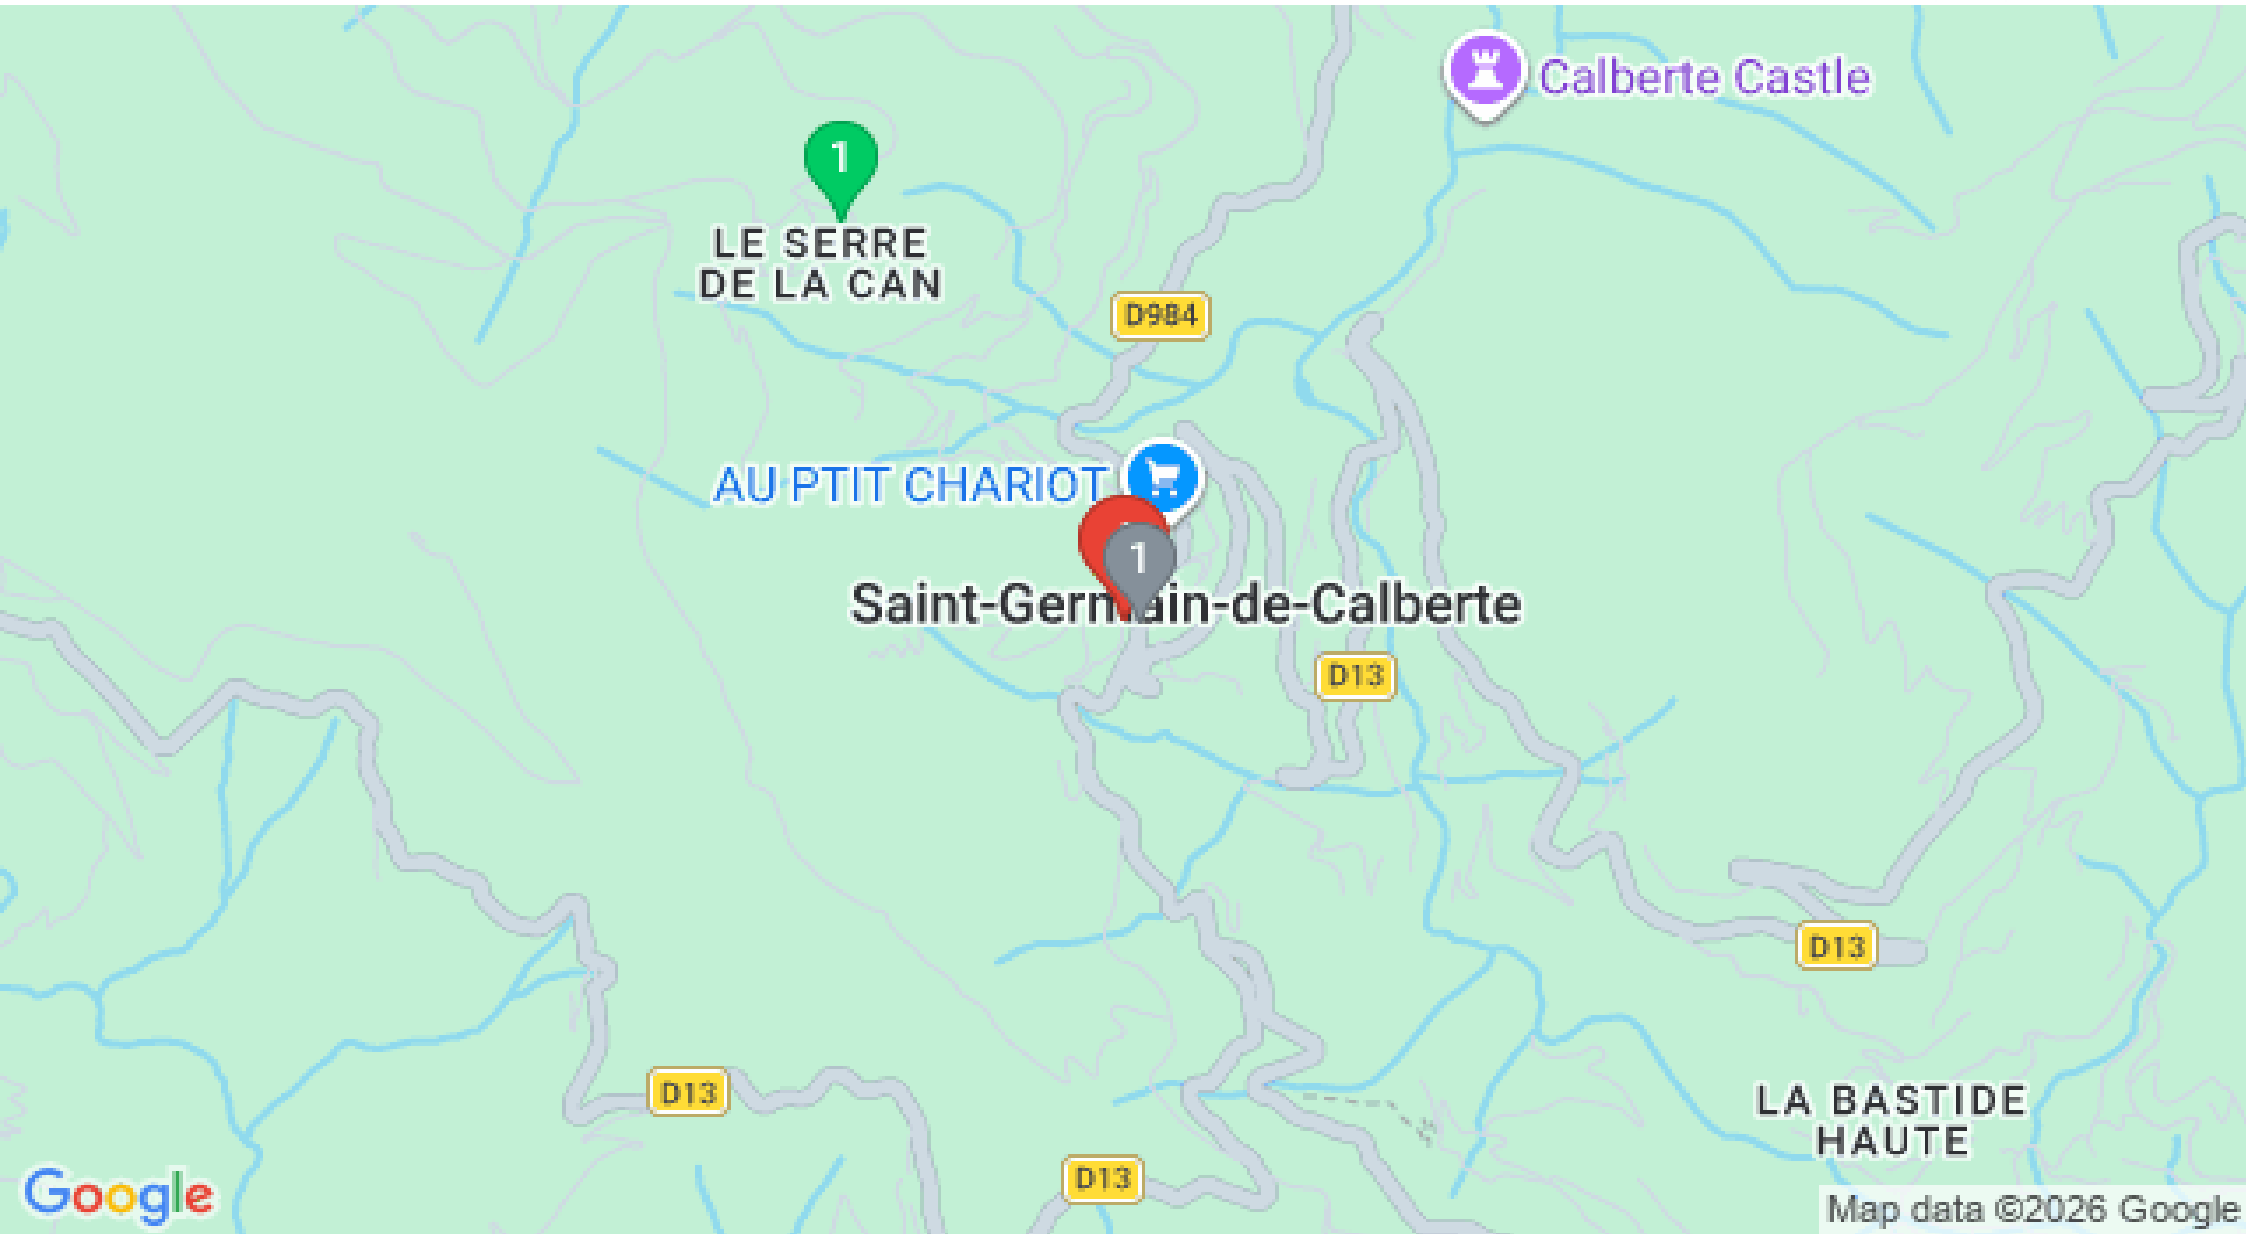 Calberte Castle
1
LE SERRE
DE LA CAN
D984
AU PTIT CHARIOT
1
Saint-Germain-de-Calberte
D13
D13
D13
LA BASTIDE
HAUTE
D13
Google
Map data ©2026 Google